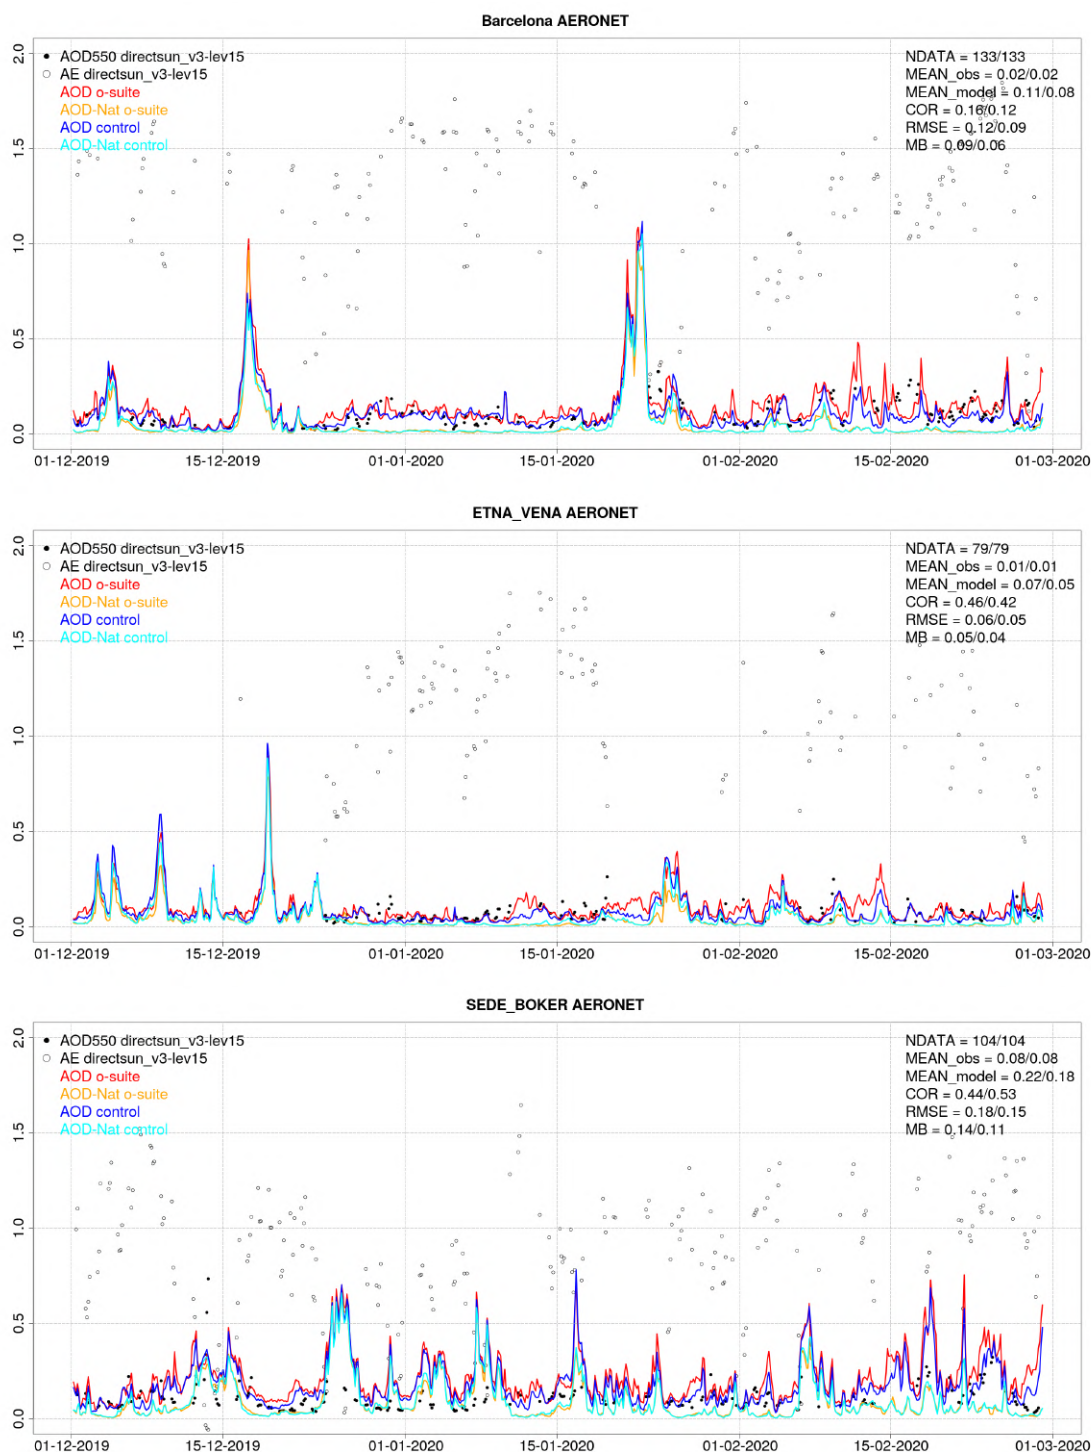 Barcelona AERONET
2.0
1.5
1.0
0.5
0.0
AOD550 directsun_v3-lev15
AE directsun_v3-lev15
AOD o-suite
AOD-Nat o-suite
AOD control
AOD-Nat control
NDATA = 133/133
MEAN_obs = 0.02/0.02
MEAN_model = 0.11/0.08
COR = 0.16/0.12
RMSE = 0.12/0.09
MB = 0.09/0.06
01-12-2019 15-12-2019 01-01-2020 15-01-2020 01-02-2020 15-02-2020 01-03-2020
ETNA_VENA AERONET
2.0
1.5
1.0
0.5
0.0
AOD550 directsun_v3-lev15
AE directsun_v3-lev15
AOD o-suite
AOD-Nat o-suite
AOD control
AOD-Nat control
NDATA = 79/79
MEAN_obs = 0.01/0.01
MEAN_model = 0.07/0.05
COR = 0.46/0.42
RMSE = 0.06/0.05
MB = 0.05/0.04
01-12-2019 15-12-2019 01-01-2020 15-01-2020 01-02-2020 15-02-2020 01-03-2020
SEDE_BOKER AERONET
2.0
1.5
1.0
0.5
0.0
AOD550 directsun_v3-lev15
AE directsun_v3-lev15
AOD o-suite
AOD-Nat o-suite
AOD control
AOD-Nat control
NDATA = 104/104
MEAN_obs = 0.08/0.08
MEAN_model = 0.22/0.18
COR = 0.44/0.53
RMSE = 0.18/0.15
MB = 0.14/0.11
01-12-2019 15-12-2019 01-01-2020 15-01-2020 01-02-2020 15-02-2020 01-03-2020